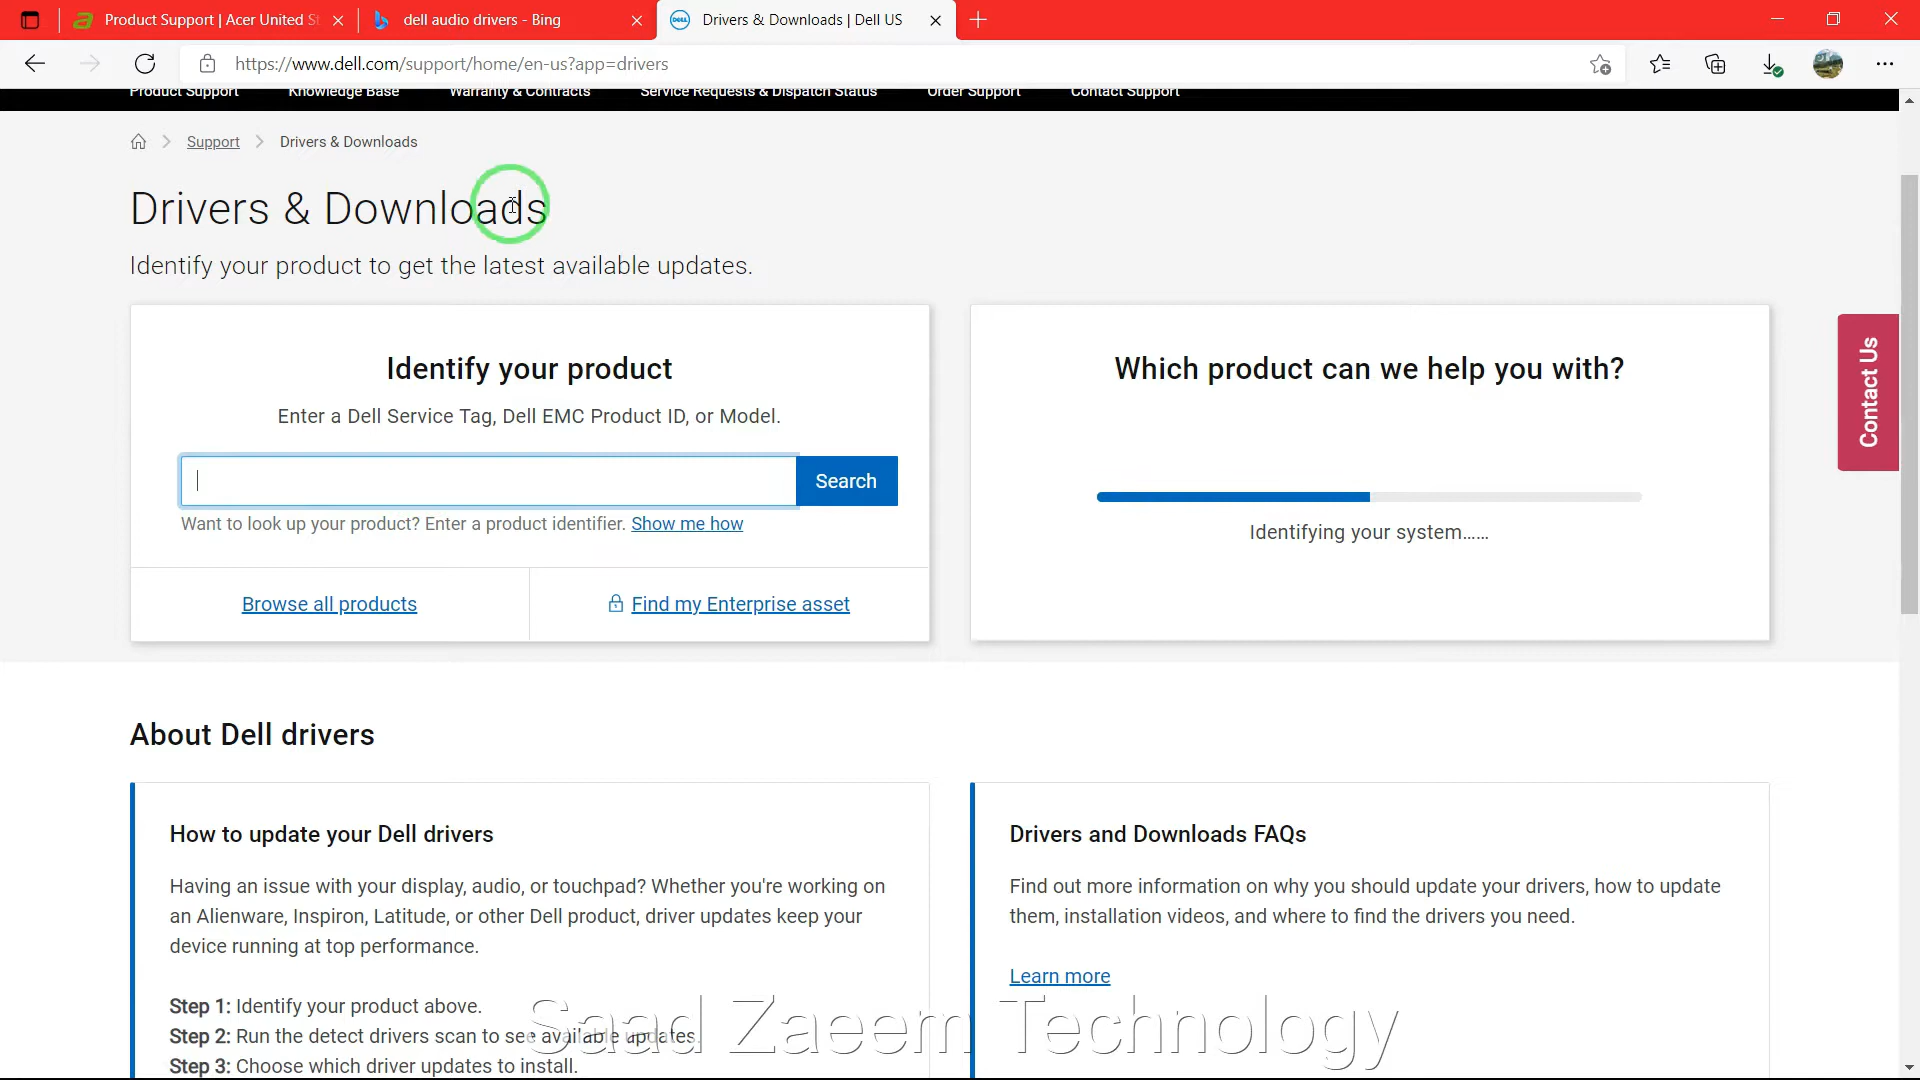 Product Support | Acer United St
dell audio drivers - Bing
Drivers & Downloads | Dell US
https://www.dell.com/support/home/en-us?app=drivers
Product Support Knowledge Base Warranty & Contracts Service Requests & Dispatch Status Order Support Contact Support
Support Drivers & Downloads
Drivers & Downloads
Identify your product to get the latest available updates.
Identify your product
Enter a Dell Service Tag, Dell EMC Product ID, or Model.
Search
Want to look up your product? Enter a product identifier. Show me how
Browse all products
Find my Enterprise asset
Which product can we help you with?
Identifying your system......
Contact Us
About Dell drivers
How to update your Dell drivers
Having an issue with your display, audio, or touchpad? Whether you're working on
an Alienware, Inspiron, Latitude, or other Dell product, driver updates keep your
device running at top performance.
Step 1: Identify your product above.
Step 2: Run the detect drivers scan to see available updates.
Step 3: Choose which driver updates to install.
Drivers and Downloads FAQs
Find out more information on why you should update your drivers, how to update
them, installation videos, and where to find the drivers you need.
Learn more
Saad Zaeem Technology